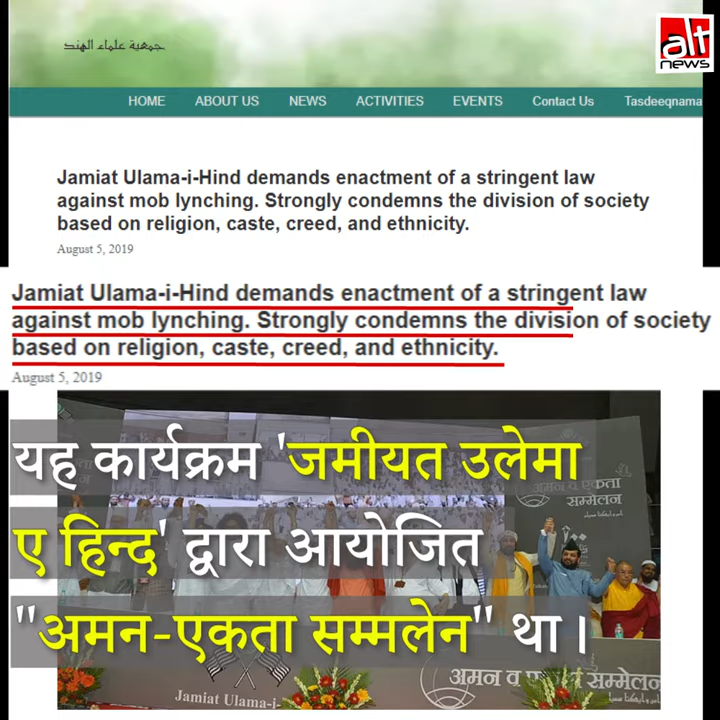 جمعية علماء الهند
alt
news
HOME ABOUT US NEWS ACTIVITIES EVENTS Contact Us Tasdeeqnama
Jamiat Ulama-i-Hind demands enactment of a stringent law
against mob lynching. Strongly condemns the division of society
based on religion, caste, creed, and ethnicity.
August 5, 2019
Jamiat Ulama-i-Hind demands enactment of a stringent law
against mob lynching. Strongly condemns the division of society
based on religion, caste, creed, and ethnicity.
August 5, 2019
यह कार्यक्रम 'जमीयत उलेमा
ए हिन्द' द्वारा आयोजित
"अमन-एकता सम्मलेन" था।
अमन व एकता
सम्मेलन
अमन व
सम्मेलन
Jamiat Ulama-i-